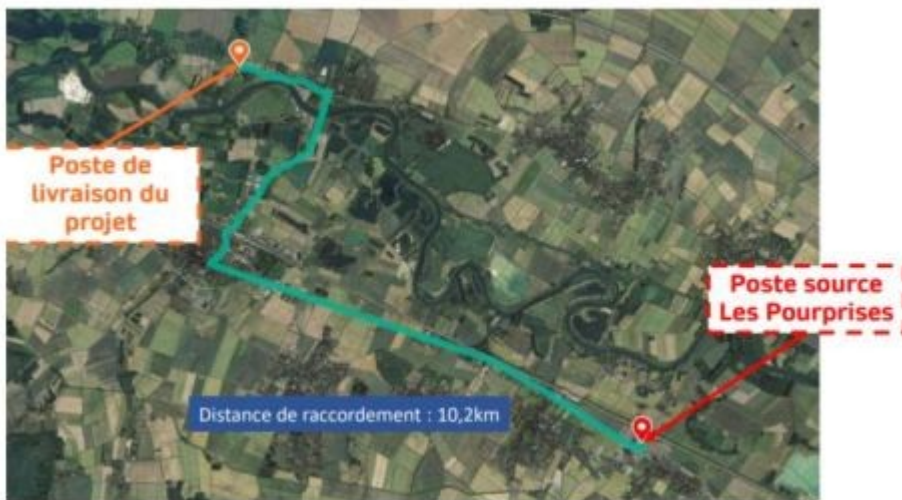 Poste de
livraison du
projet
Poste source
Les Pourprises
Distance de raccordement : 10,2km